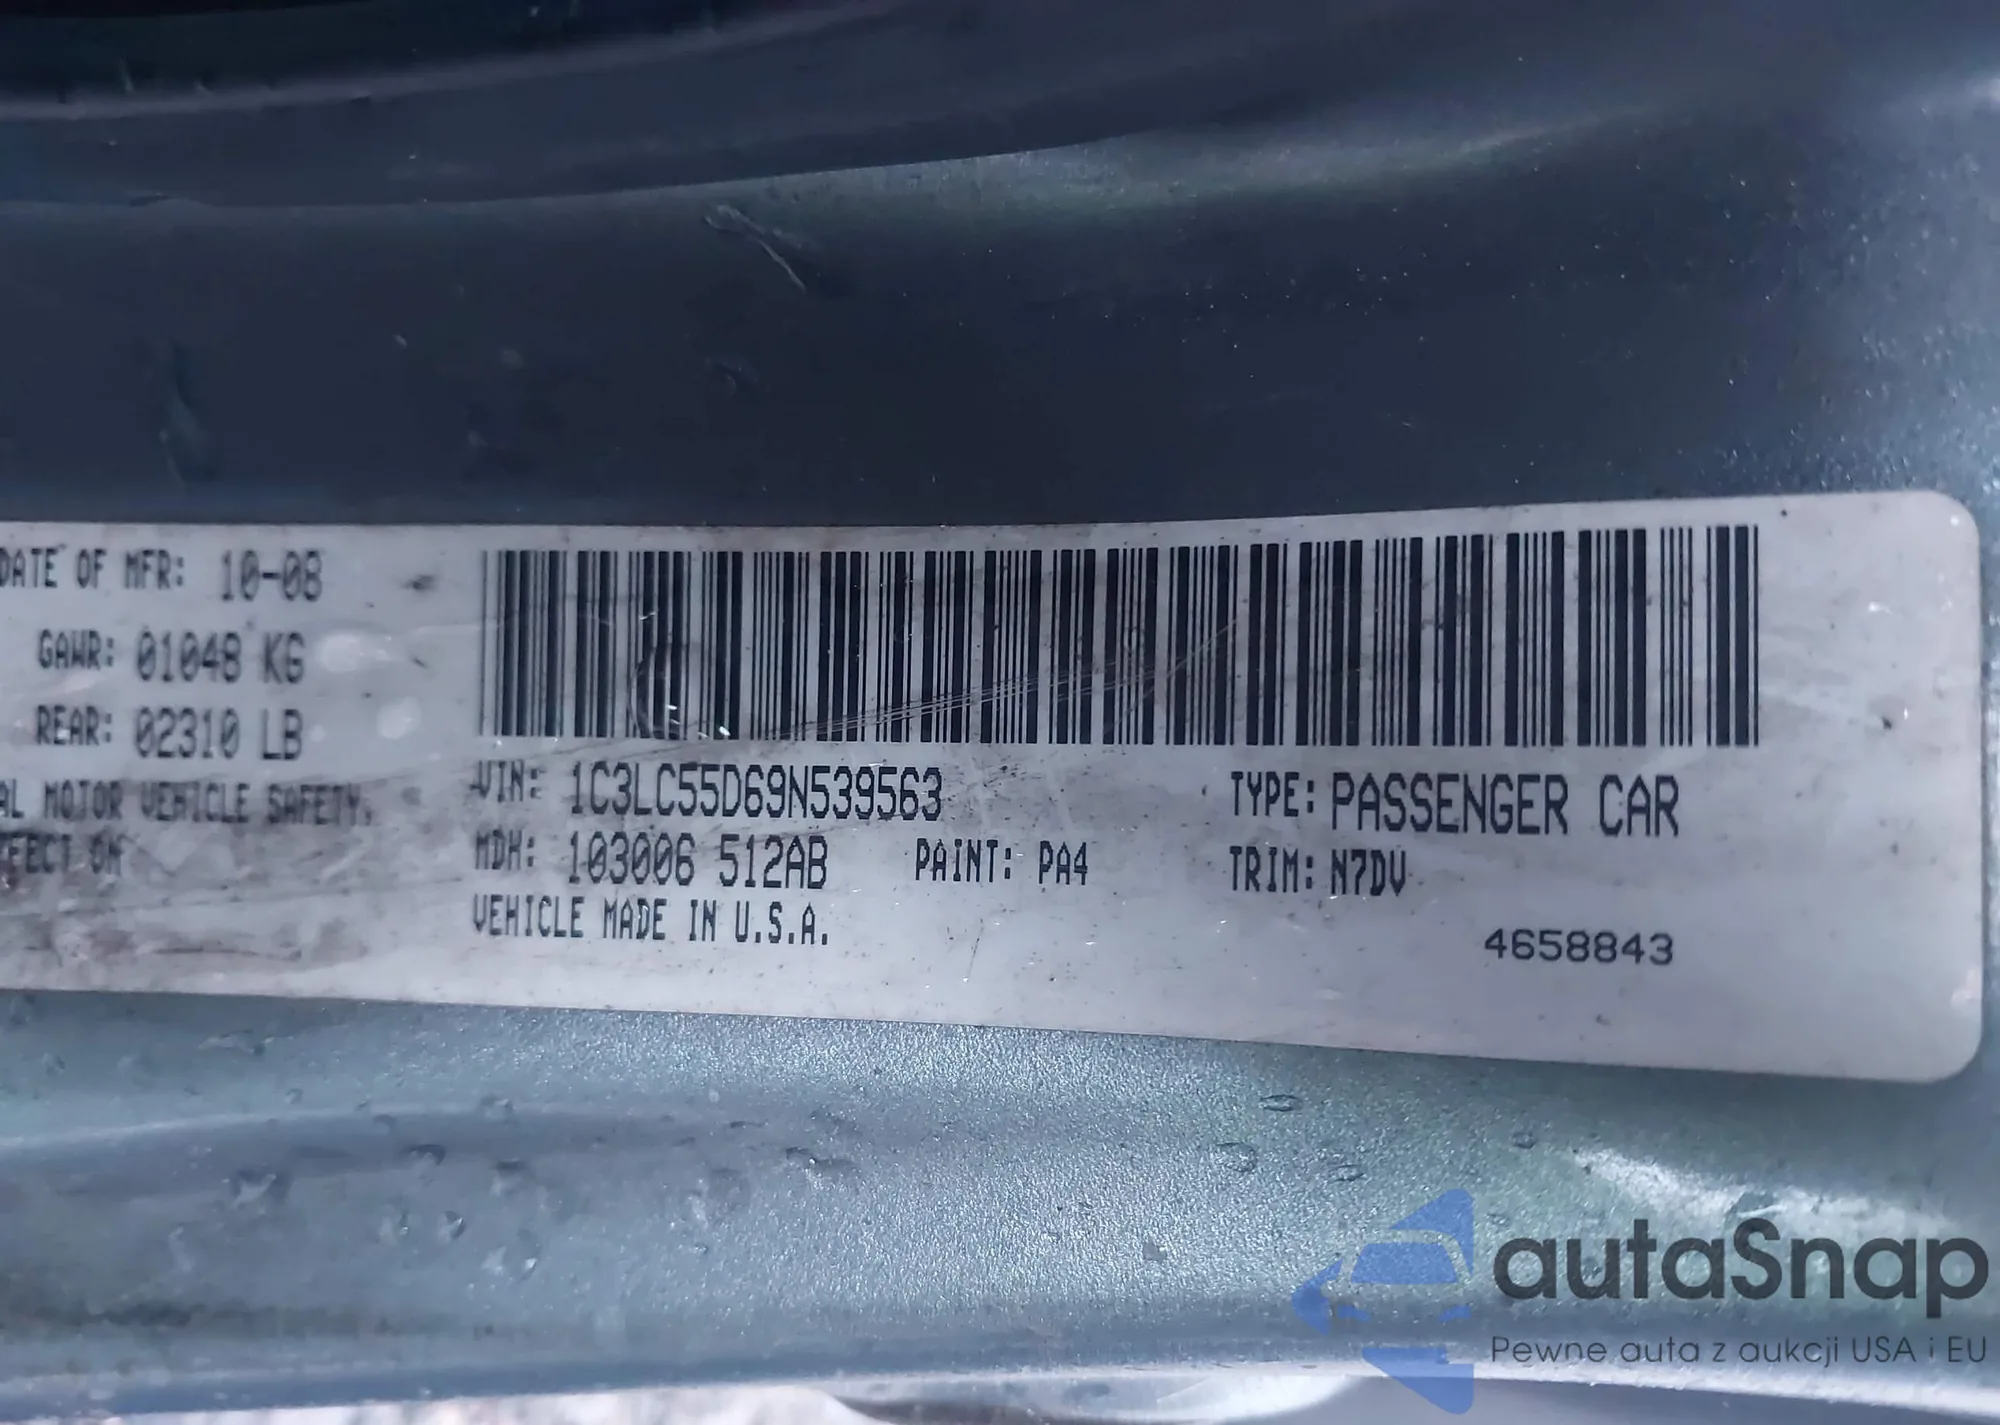 DATE OF MFR: 10-08
GAWR: 01048 KG
REAR: 02310 LB
AL MOTOR VEHICLE SAFETY.
FFECT ON
VIN: 1C3LC55D69N539563 TYPE: PASSENGER CAR
MDH: 103006 512AB PAINT: PA4 TRIM: N7DV
VEHICLE MADE IN U.S.A.
4658843
autaSnap
Pewne auta z aukcji USA i EU